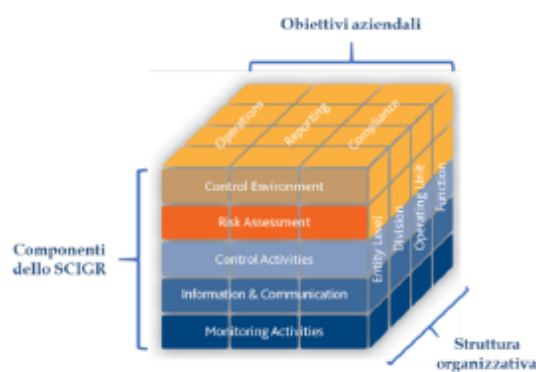 Obiettivi aziendali
Operations
Reporting
Compliance
Control Environment
Risk Assessment
Control Activities
Information & Communication
Monitoring Activities
Entity Level
Division
Operating Unit
Function
Componenti
dello SCIGR
Struttura
organizzativa